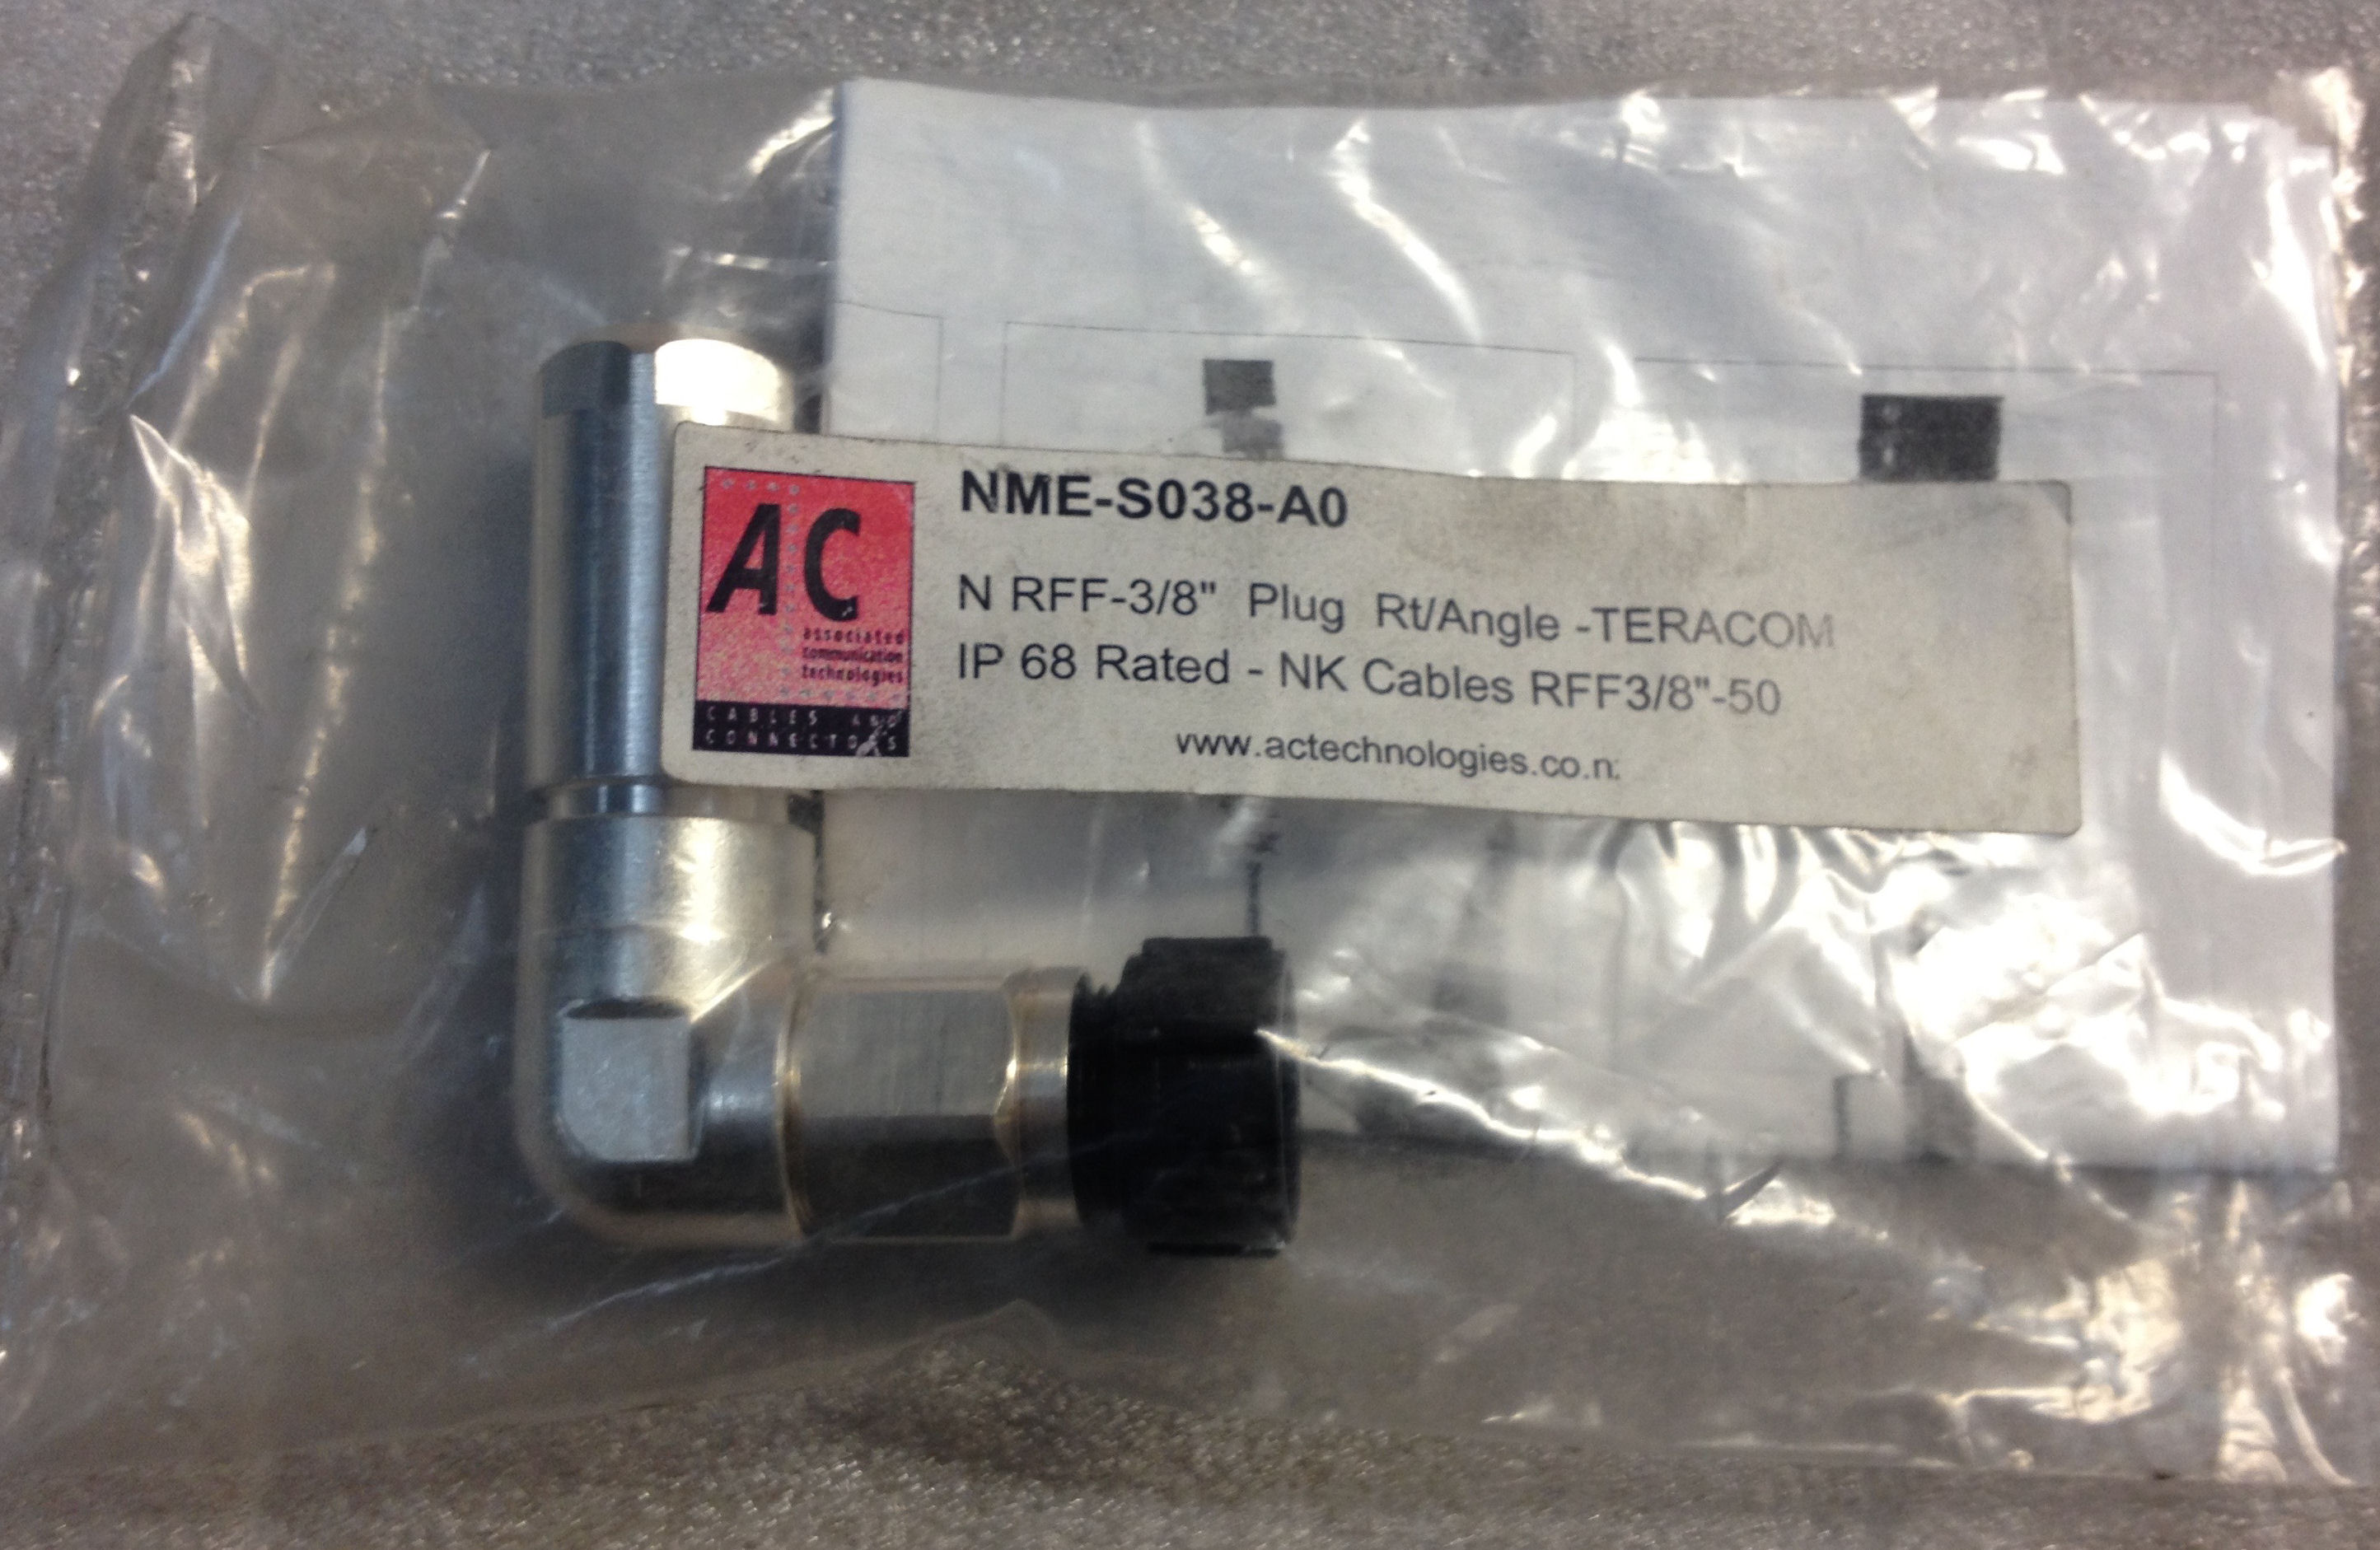 AC
associated
communication
technologies
CABLES AND
CONNECTORS
NME-S038-A0
N RFF-3/8" Plug Rt/Angle -TERACOM
IP 68 Rated - NK Cables RFF3/8"-50
www.actechnologies.co.n